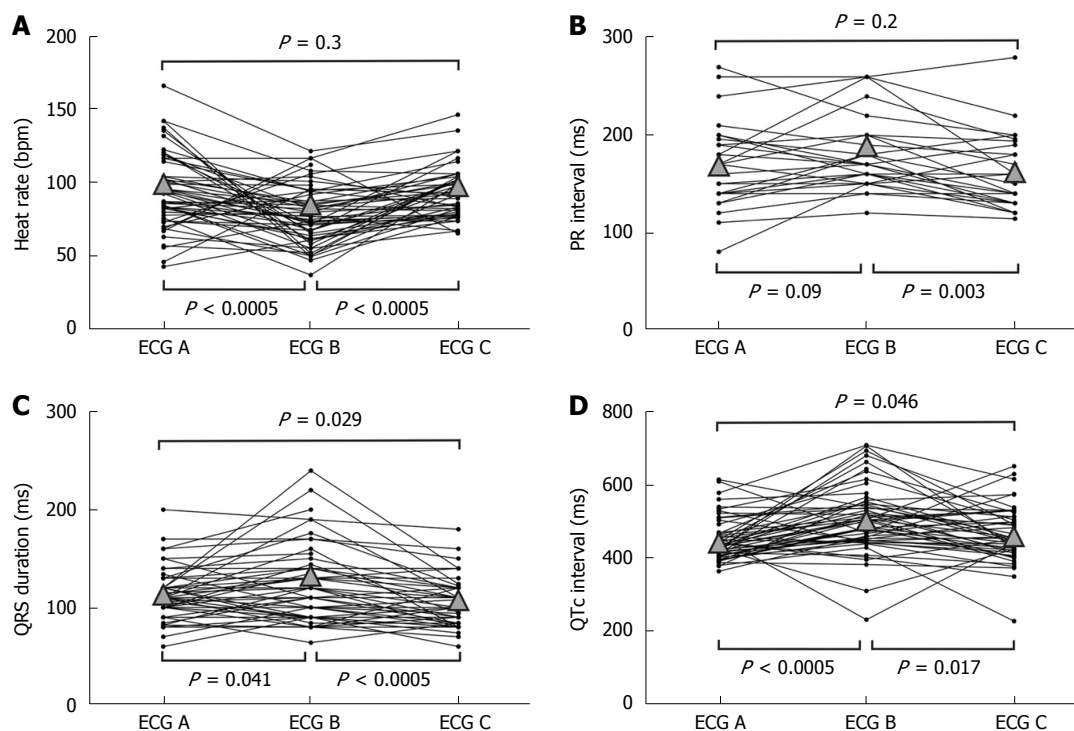 A
200
150
100
50
0
Heat rate (bpm)
P = 0.3
P < 0.0005
P < 0.0005
ECG A
ECG B
ECG C
B
300
200
100
0
PR interval (ms)
P = 0.2
P = 0.09
P = 0.003
ECG A
ECG B
ECG C
C
300
200
100
0
QRS duration (ms)
P = 0.029
P = 0.041
P < 0.0005
ECG A
ECG B
ECG C
D
800
600
400
200
0
QTc interval (ms)
P = 0.046
P < 0.0005
P = 0.017
ECG A
ECG B
ECG C